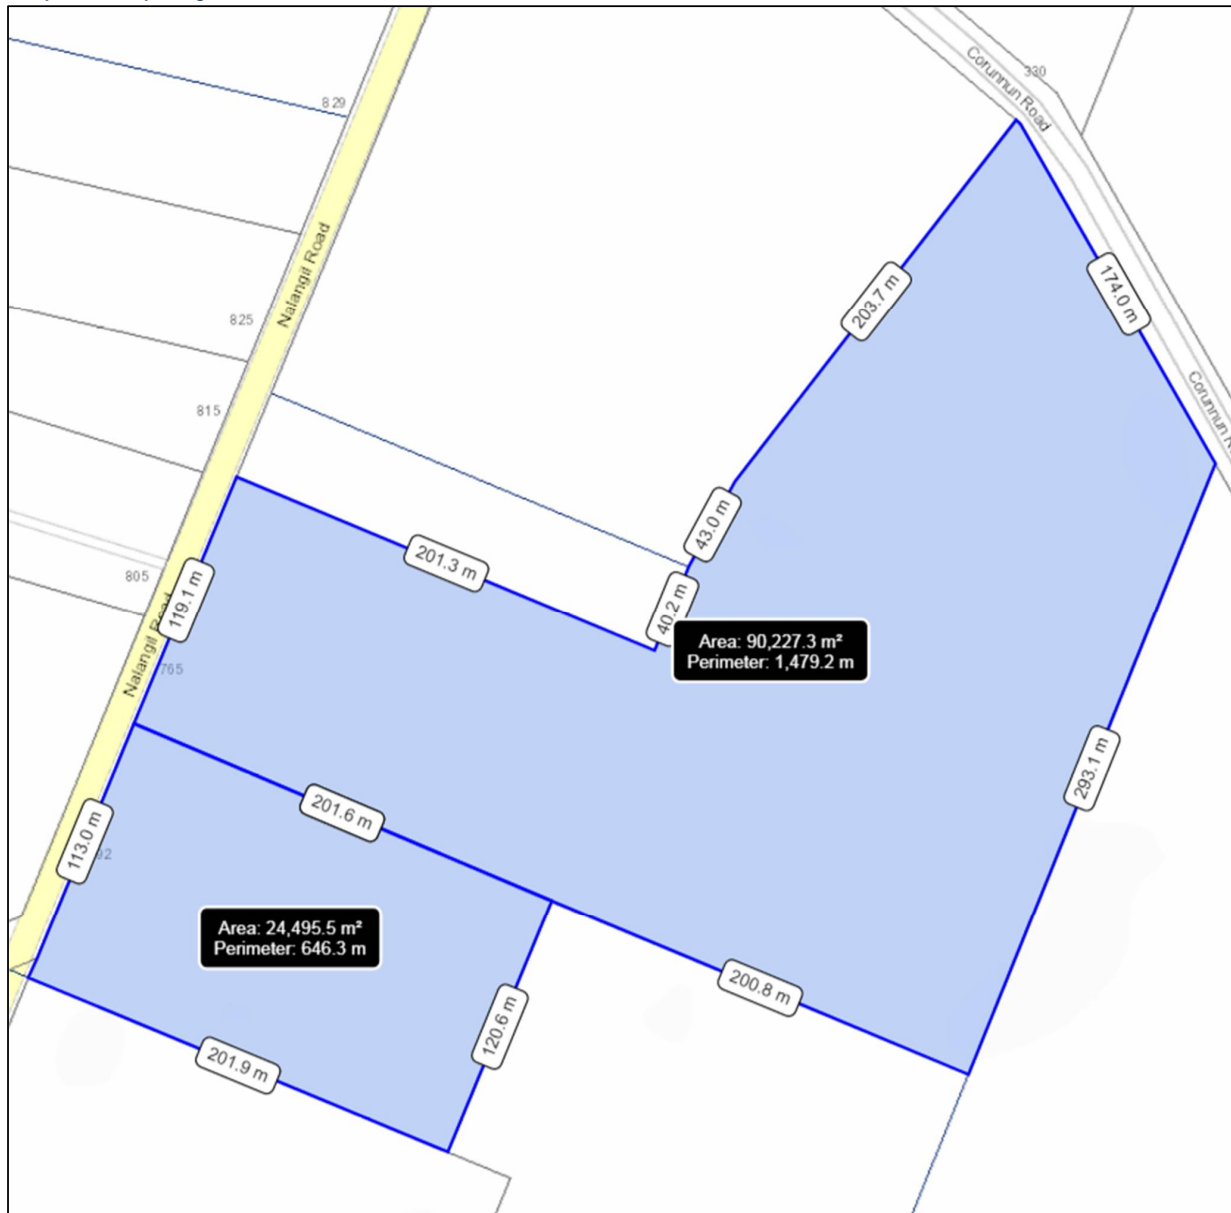 330
Corunnun Road
829
Nalangil Road
174.0 m
203.7 m
825
815
Corunnun
43.0 m
201.3 m
805
119.1 m
40.2 m
Area: 90,227.3 m²
Perimeter: 1,479.2 m
Nalangil Road
765
293.1 m
201.6 m
113.0 m
Area: 24,495.5 m²
Perimeter: 646.3 m
200.8 m
120.6 m
201.9 m